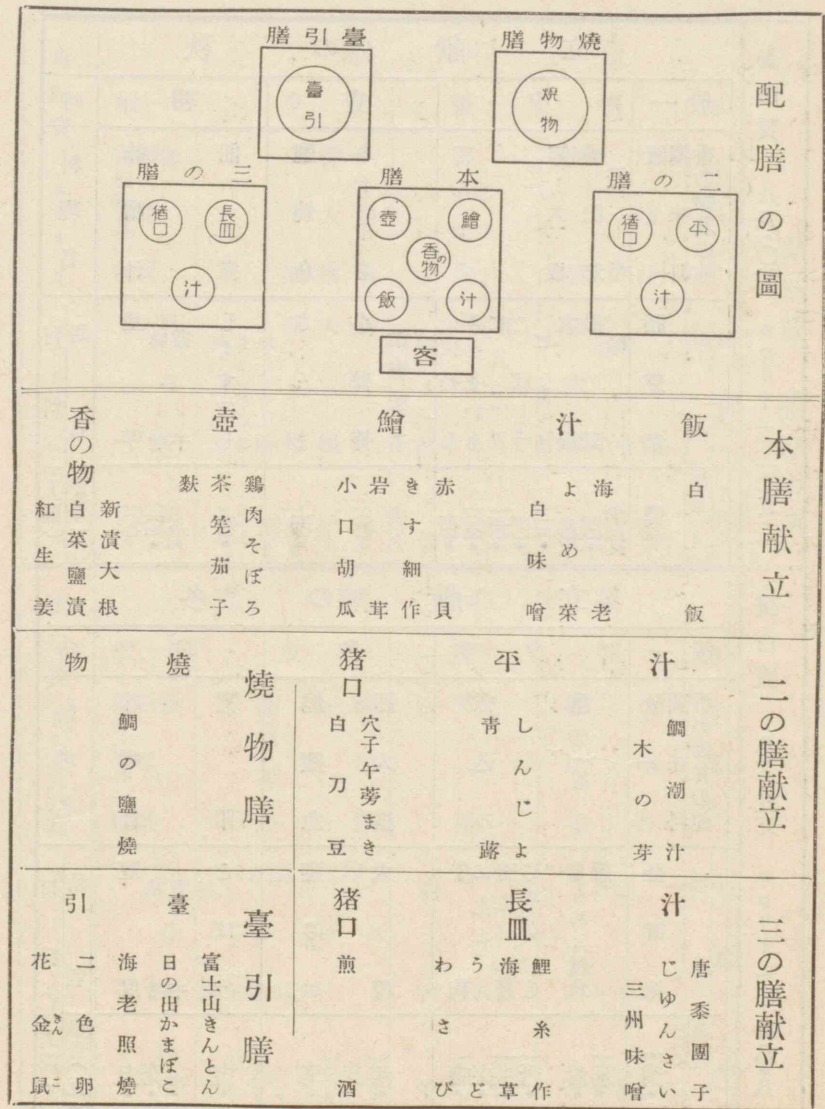 配膳の圖
燒物膳
燒物
臺引膳
臺引
二の膳
平
猪口
汁
本膳
鱠
壺
香の物
汁
飯
三の膳
長皿
猪口
汁
客
本膳献立
飯
白飯
汁
海老
よめ菜
白味噌
鱠
赤貝
きす細作
岩茸
小口胡瓜
壺
鷄肉そぼろ
茶筅茄子
麩
香の物
新漬大根
白菜鹽漬
紅生姜
二の膳献立
汁
鯛潮汁
木の芽
平
しんじよ
靑蕗
猪口
穴子午蒡まき
白刀豆
燒物膳
燒物
鯛の鹽燒
三の膳献立
汁
唐黍團子
じゆんさい
三州味噌
長皿
鯉糸作
海草
うど
わさび
猪口
煎酒
臺引膳
臺引
富士山きんとん
日の出かまぼこ
海老照燒
二色卵
花金鼠
きんこ